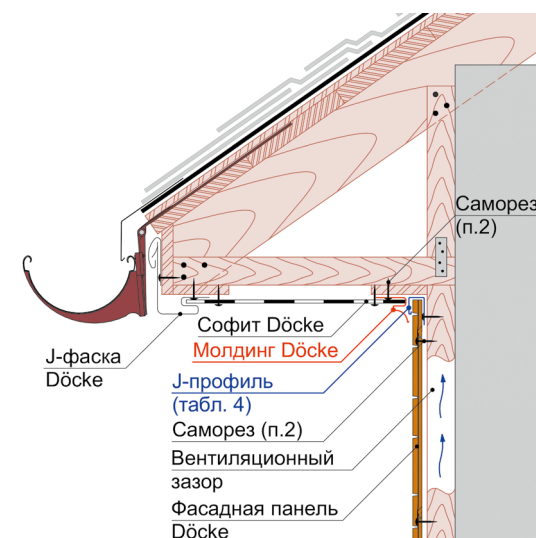 Саморез
(п.2)
Софит Döcke
Молдинг Döcke
J-фаска
Döcke
J-профиль
(табл. 4)
Саморез (п.2)
Вентиляционный
зазор
Фасадная панель
Döcke